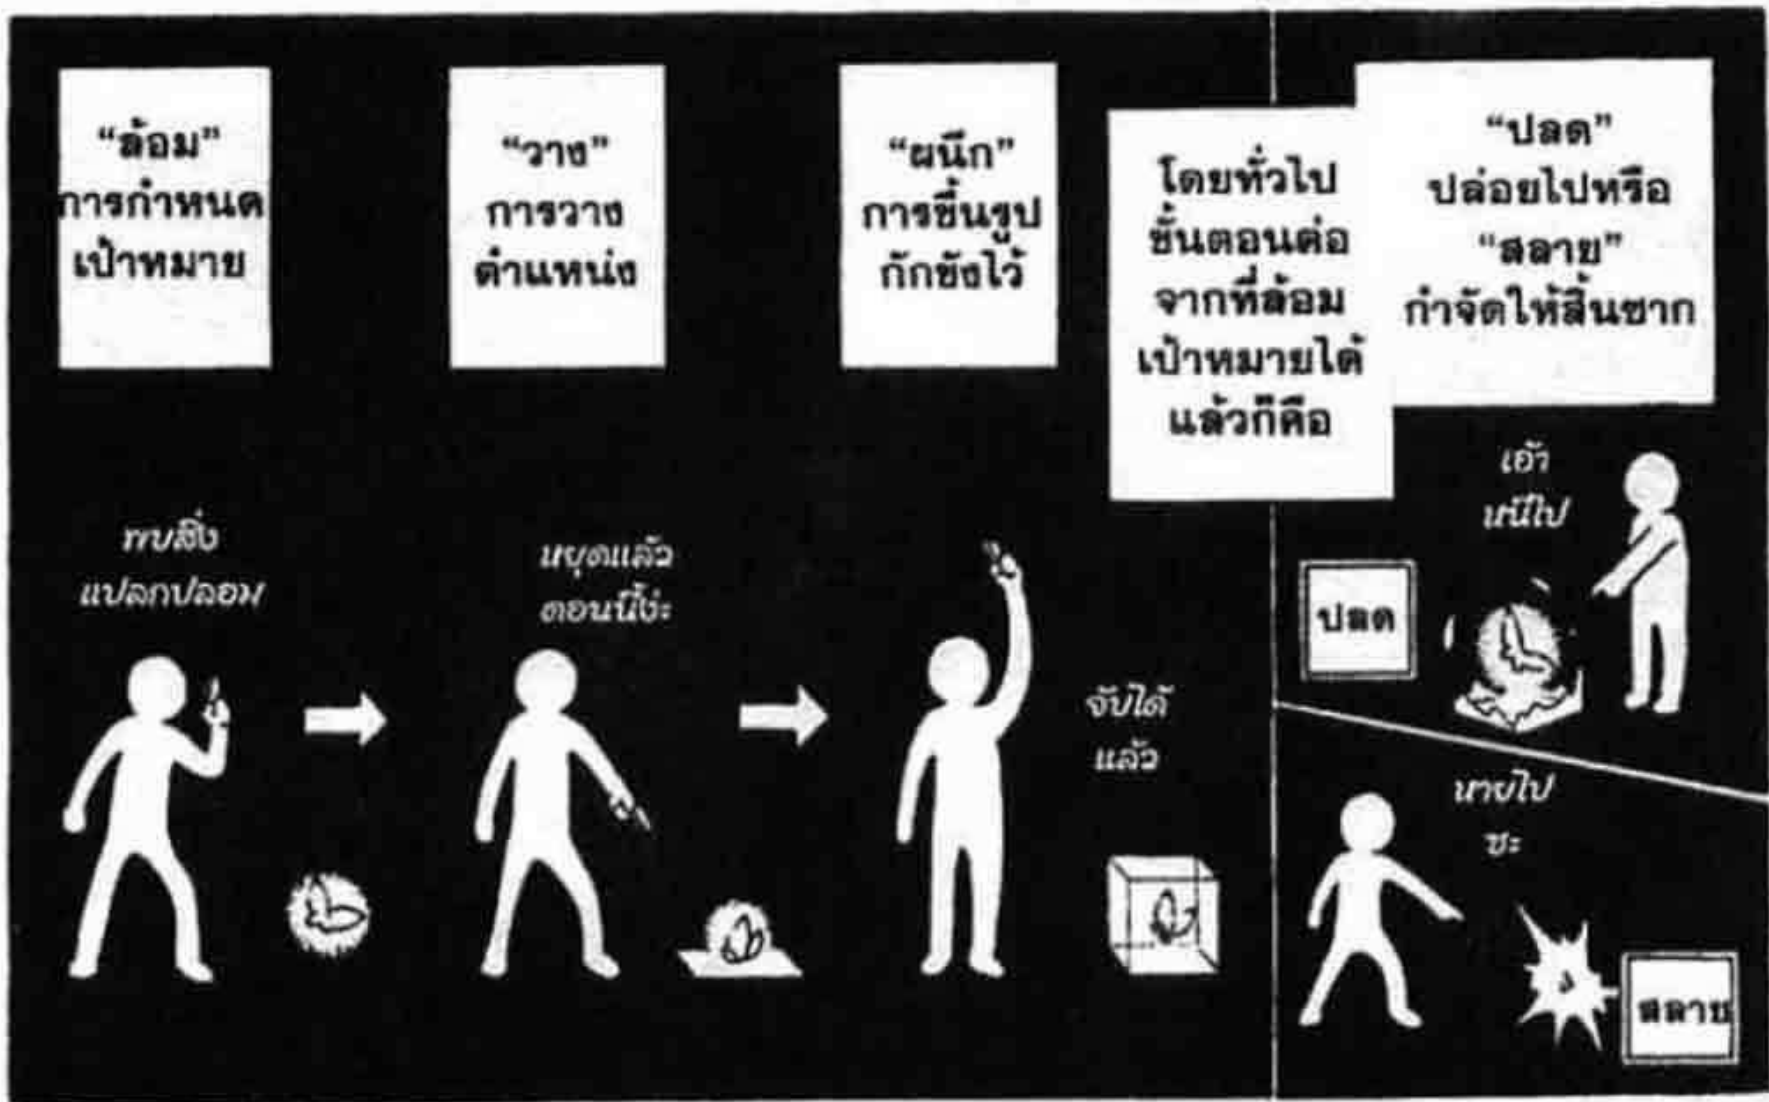 “ล้อม”
การกำหนด
เป้าหมาย
“วาง”
การวาง
ตำแหน่ง
“ผนึก”
การขึ้นรูป
กักขังไว้
โดยทั่วไป
ขั้นตอนต่อ
จากที่ล้อม
เป้าหมายได้
แล้วก็คือ
“ปลด”
ปล่อยไปหรือ
“สลาย”
กำจัดให้สิ้นซาก
พบสิ่ง
แปลกปลอม
หยุดแล้ว
ตอนนี้ง่ะ
จับได้
แล้ว
เอ้า
หนีไป
ปลด
หายไป
ซะ
สลาย